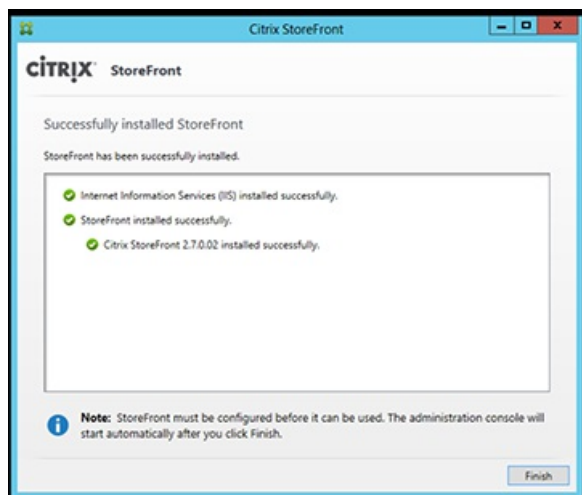 Citrix StoreFront
CİTRIX StoreFront
Successfully installed StoreFront
StoreFront has been successfully installed.
Internet Information Services (IIS) installed successfully.
StoreFront installed successfully.
Citrix StoreFront 2.7.0.02 installed successfully.
Note: StoreFront must be configured before it can be used. The administration console will
start automatically after you click Finish.
Finish